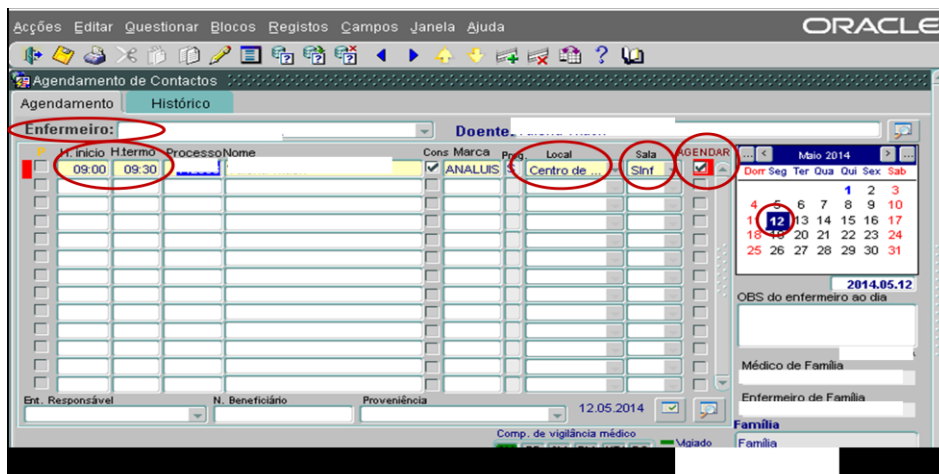 Acções Editar Questionar Blocos Registos Campos Janela Ajuda ORACLE
Agendamento de Contactos
Agendamento Histórico
Enfermeiro: Doente:
H. inicio H.termo Processo Nome Cons Marca Prog. Local Sala AGENDAR
09:00 09:30 ANALUIS S Centro de ... SInf
... < Maio 2014 > ...
Dom Seg Ter Qua Qui Sex Sab
1 2 3
4 5 6 7 8 9 10
11 12 13 14 15 16 17
18 19 20 21 22 23 24
25 26 27 28 29 30 31
2014.05.12
OBS do enfermeiro ao dia
Médico de Família
Enfermeiro de Família
Ent. Responsável N. Beneficiário Proveniência
12.05.2014
Família
Família
Comp. de vigilância médico
Vigiado